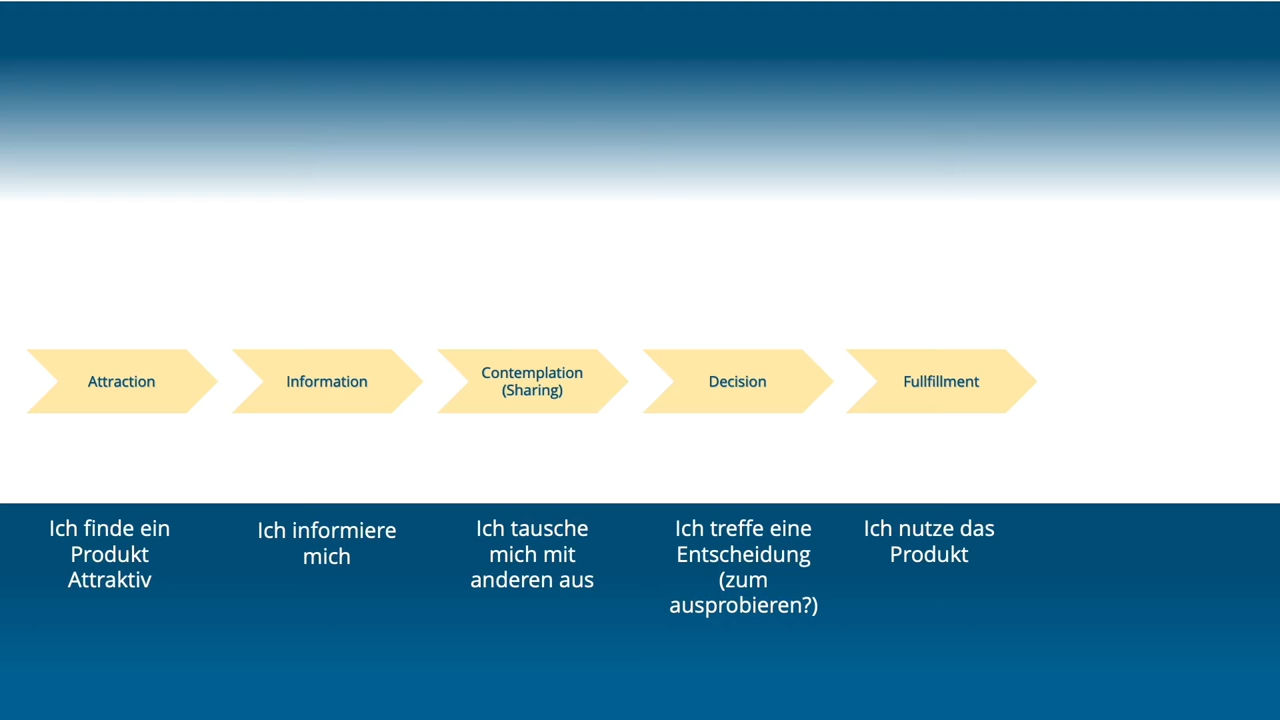 Attraction
Information
Contemplation
(Sharing)
Decision
Fullfillment
Ich finde ein
Produkt
Attraktiv
Ich informiere
mich
Ich tausche
mich mit
anderen aus
Ich treffe eine
Entscheidung
(zum
ausprobieren?)
Ich nutze das
Produkt